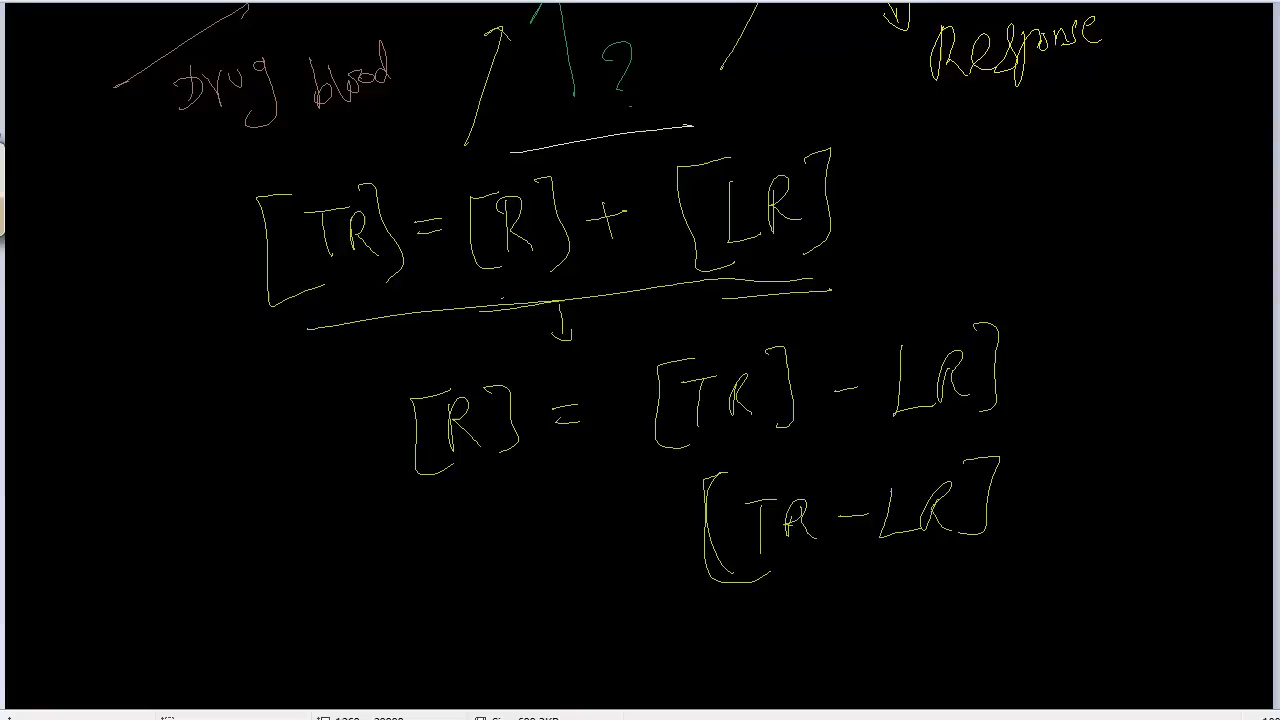 Response
Drug blood ?
[TR] = [R] + [LR]
[R] = [TR] - LR]
[TR - LR]